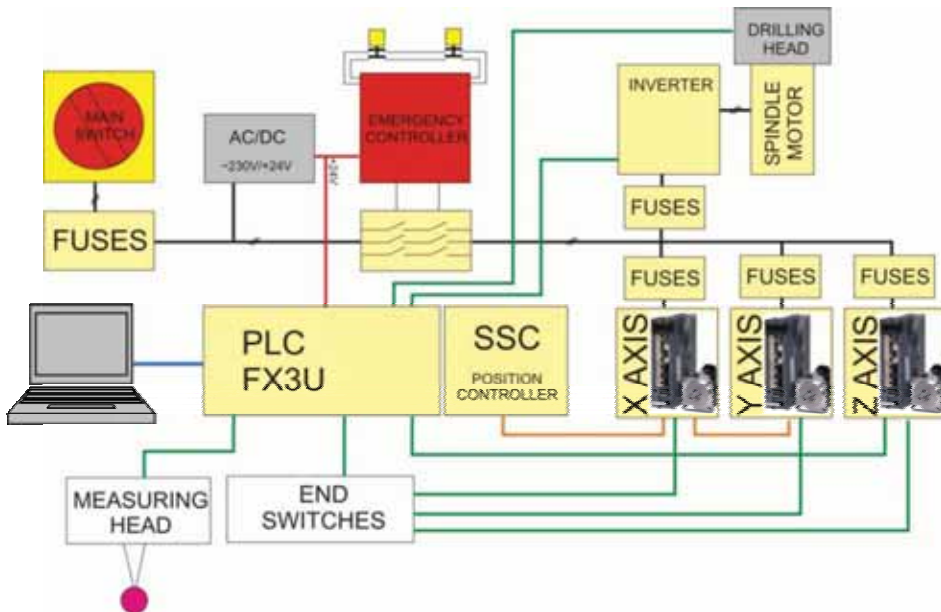 DRILLING
HEAD
MAIN
SWITCH
AC/DC
~230V/+24V
+24V
EMERGENCY
CONTROLLER
INVERTER
SPINDLE
MOTOR
FUSES
FUSES
FUSES
FUSES
FUSES
PLC
FX3U
SSC
POSITION
CONTROLLER
X AXIS
Y AXIS
Z AXIS
MEASURING
HEAD
END
SWITCHES